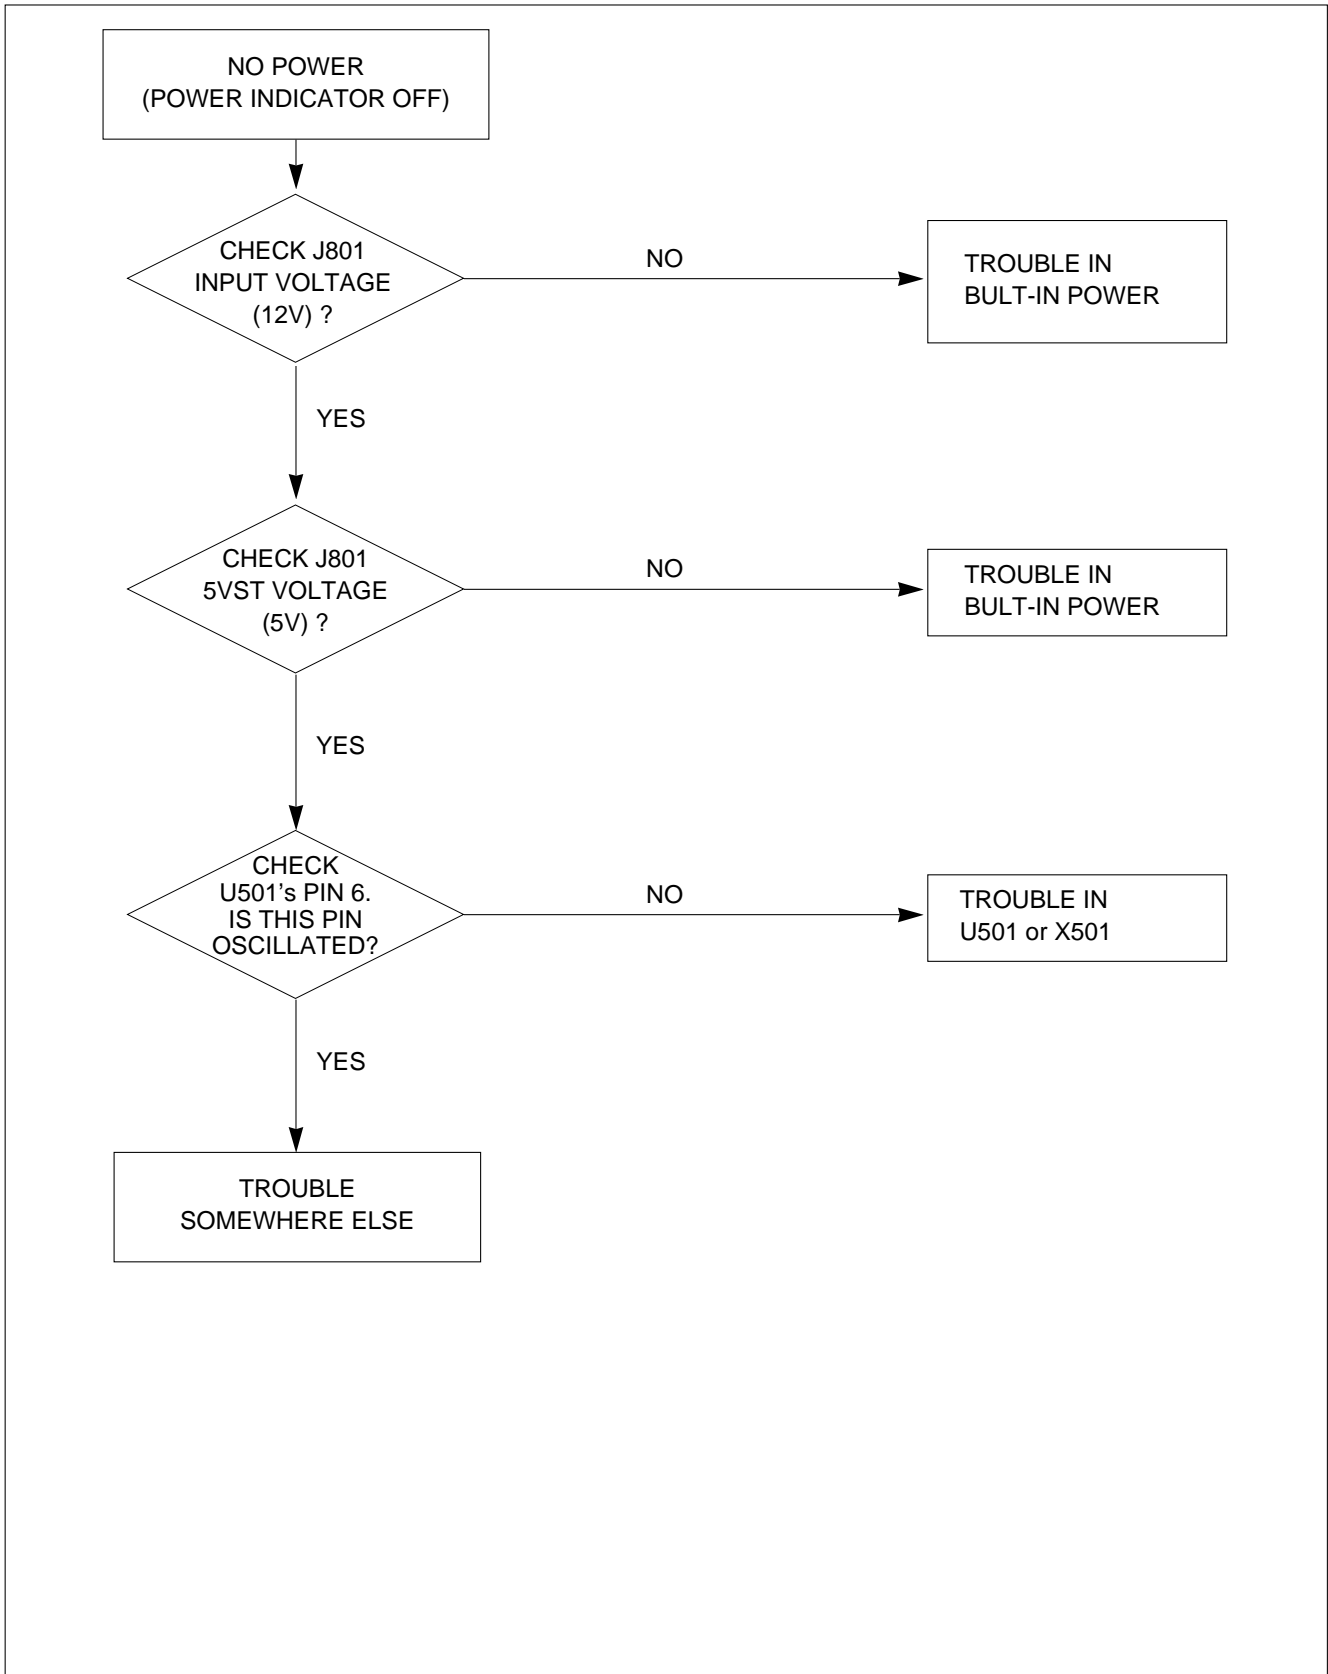 NO POWER
(POWER INDICATOR OFF)
CHECK J801
INPUT VOLTAGE
(12V) ?
NO
TROUBLE IN
BULT-IN POWER
YES
CHECK J801
5VST VOLTAGE
(5V) ?
NO
TROUBLE IN
BULT-IN POWER
YES
CHECK
U501's PIN 6.
IS THIS PIN
OSCILLATED?
NO
TROUBLE IN
U501 or X501
YES
TROUBLE
SOMEWHERE ELSE